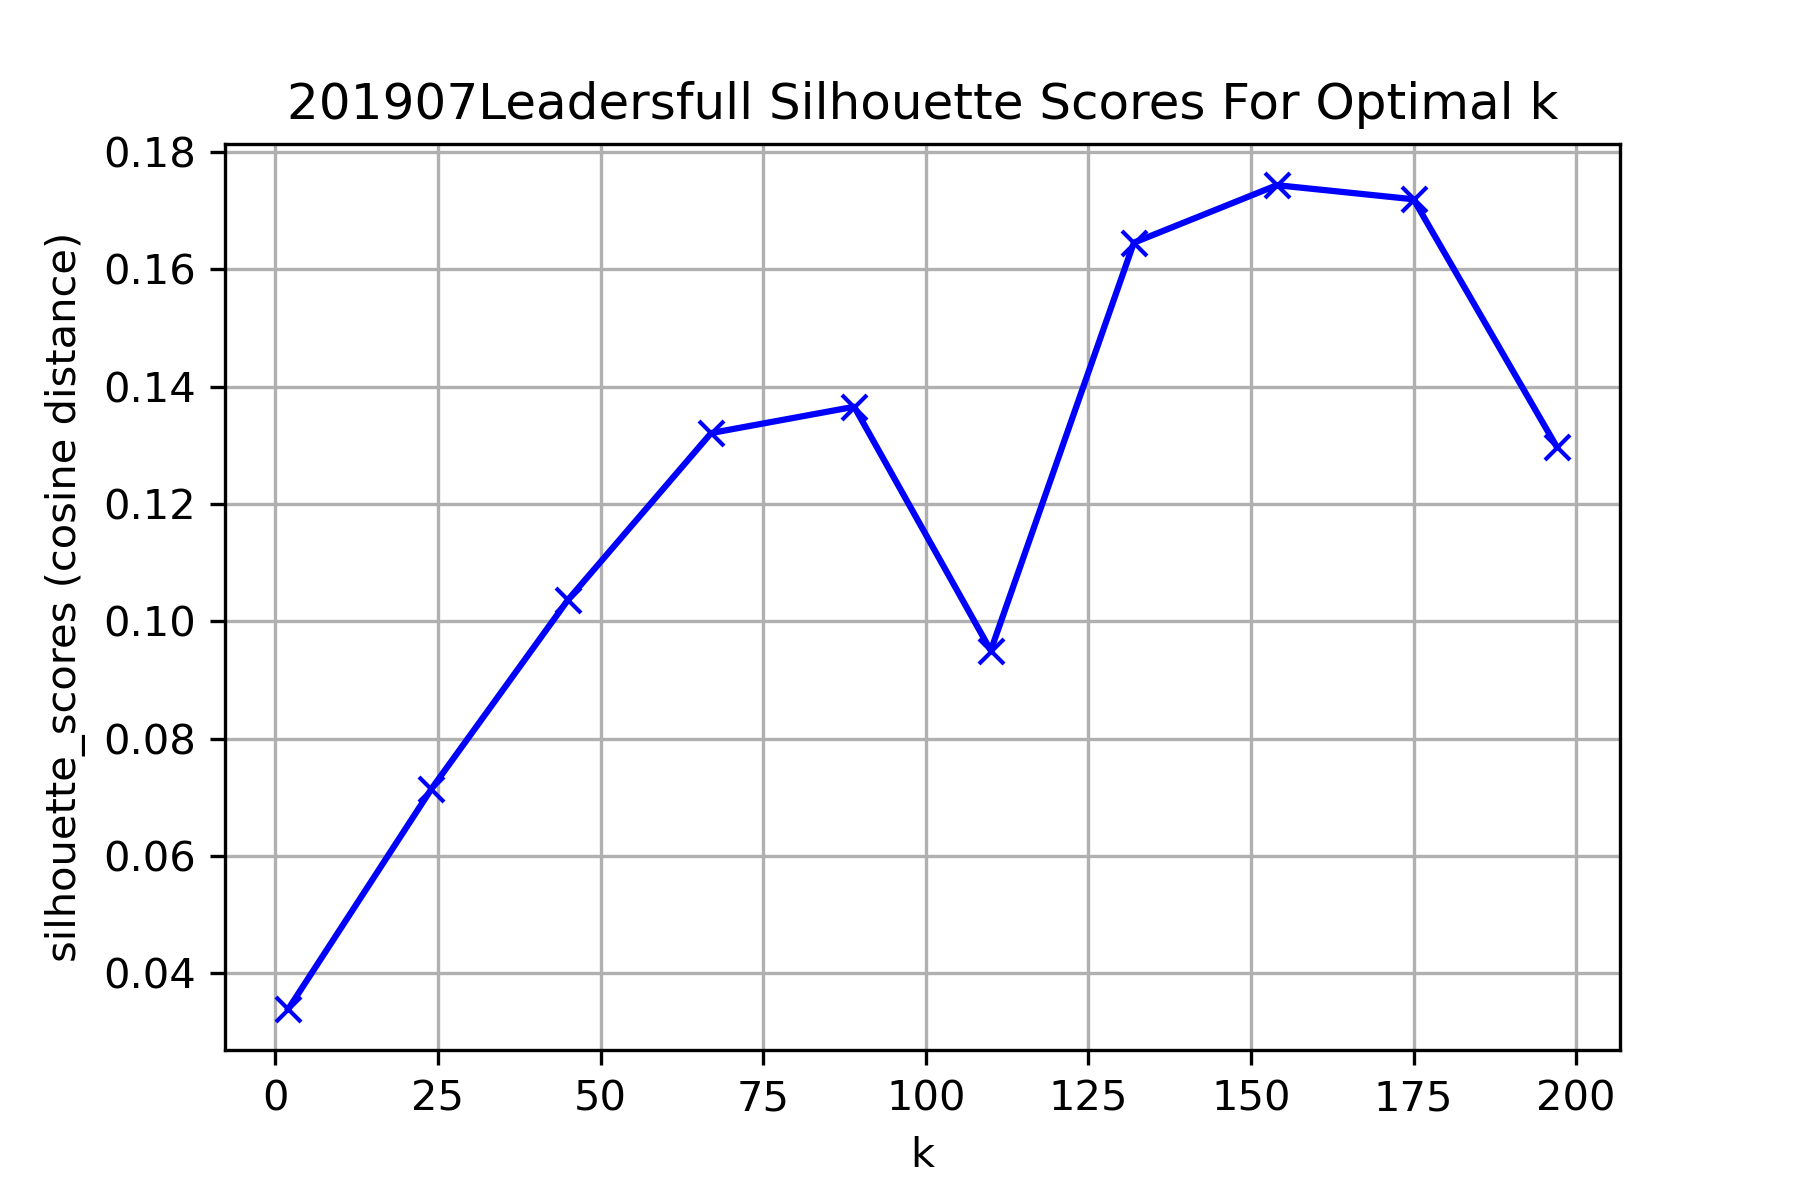 201907Leadersfull Silhouette Scores For Optimal k
silhouette_scores (cosine distance)
0.18
0.16
0.14
0.12
0.10
0.08
0.06
0.04
0 25 50 75 100 125 150 175 200
k